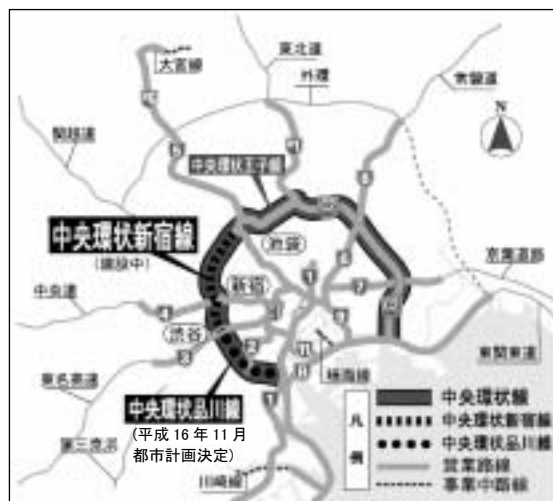 東北道
大宮線
外環
常磐道
関越道
N
中央環状王子線
中央環状新宿線
(建設中)
池袋
新宿
京葉道路
中央道
渋谷
東関東道
東名高速
中央環状品川線
(平成16年11月
都市計画決定)
第三京浜
川崎線
凡例
中央環状線
中央環状新宿線
中央環状品川線
営業路線
事業中路線